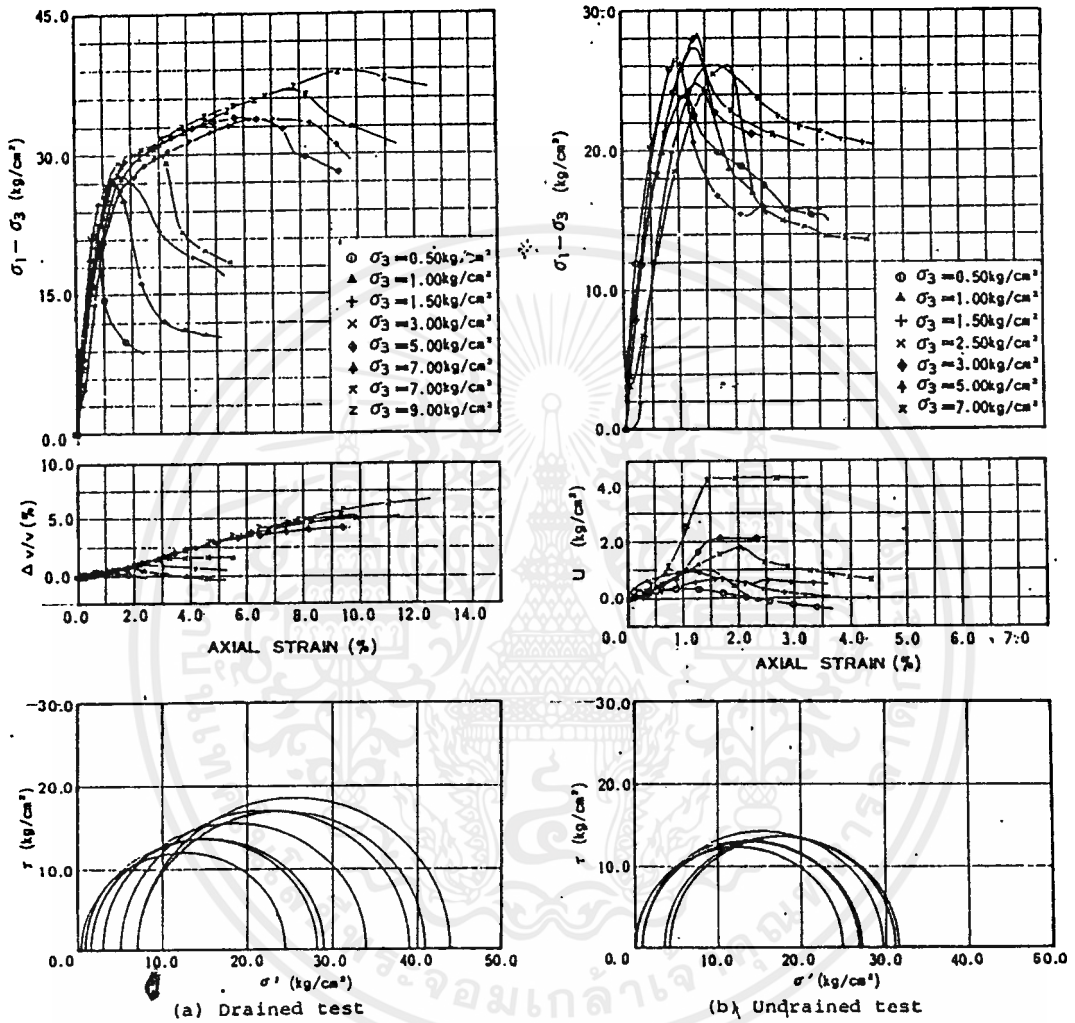 45.0
30.0
15.0
0.0
σ1 − σ3 (kg/cm²)
σ3 = 0.50kg/cm²
σ3 = 1.00kg/cm²
σ3 = 1.50kg/cm²
σ3 = 3.00kg/cm²
σ3 = 5.00kg/cm²
σ3 = 7.00kg/cm²
σ3 = 7.00kg/cm²
σ3 = 9.00kg/cm²
10.0
5.0
0.0
Δv/v (%)
0.0 2.0 4.0 6.0 8.0 10.0 12.0 14.0
AXIAL STRAIN (%)
30.0
20.0
10.0
τ (kg/cm²)
0.0 10.0 20.0 30.0 40.0 50.0
σ' (kg/cm²)
(a) Drained test
30.0
20.0
10.0
0.0
σ1 − σ3 (kg/cm²)
σ3 = 0.50kg/cm²
σ3 = 1.00kg/cm²
σ3 = 1.50kg/cm²
σ3 = 2.50kg/cm²
σ3 = 3.00kg/cm²
σ3 = 5.00kg/cm²
σ3 = 7.00kg/cm²
4.0
2.0
0.0
U (kg/cm²)
0.0 1.0 2.0 3.0 4.0 5.0 6.0 7.0
AXIAL STRAIN (%)
30.0
20.0
10.0
τ (kg/cm²)
0.0 10.0 20.0 30.0 40.0 50.0
σ' (kg/cm²)
(b) Undrained test